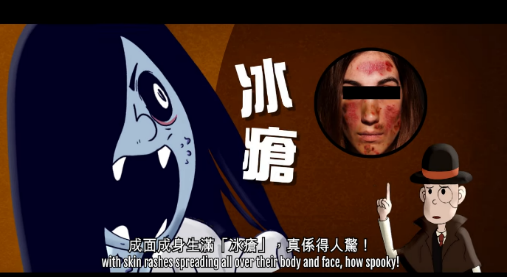 冰
瘡
成面成身生滿「冰瘡」，真係得人驚！
with skin rashes spreading all over their body and face, how spooky!